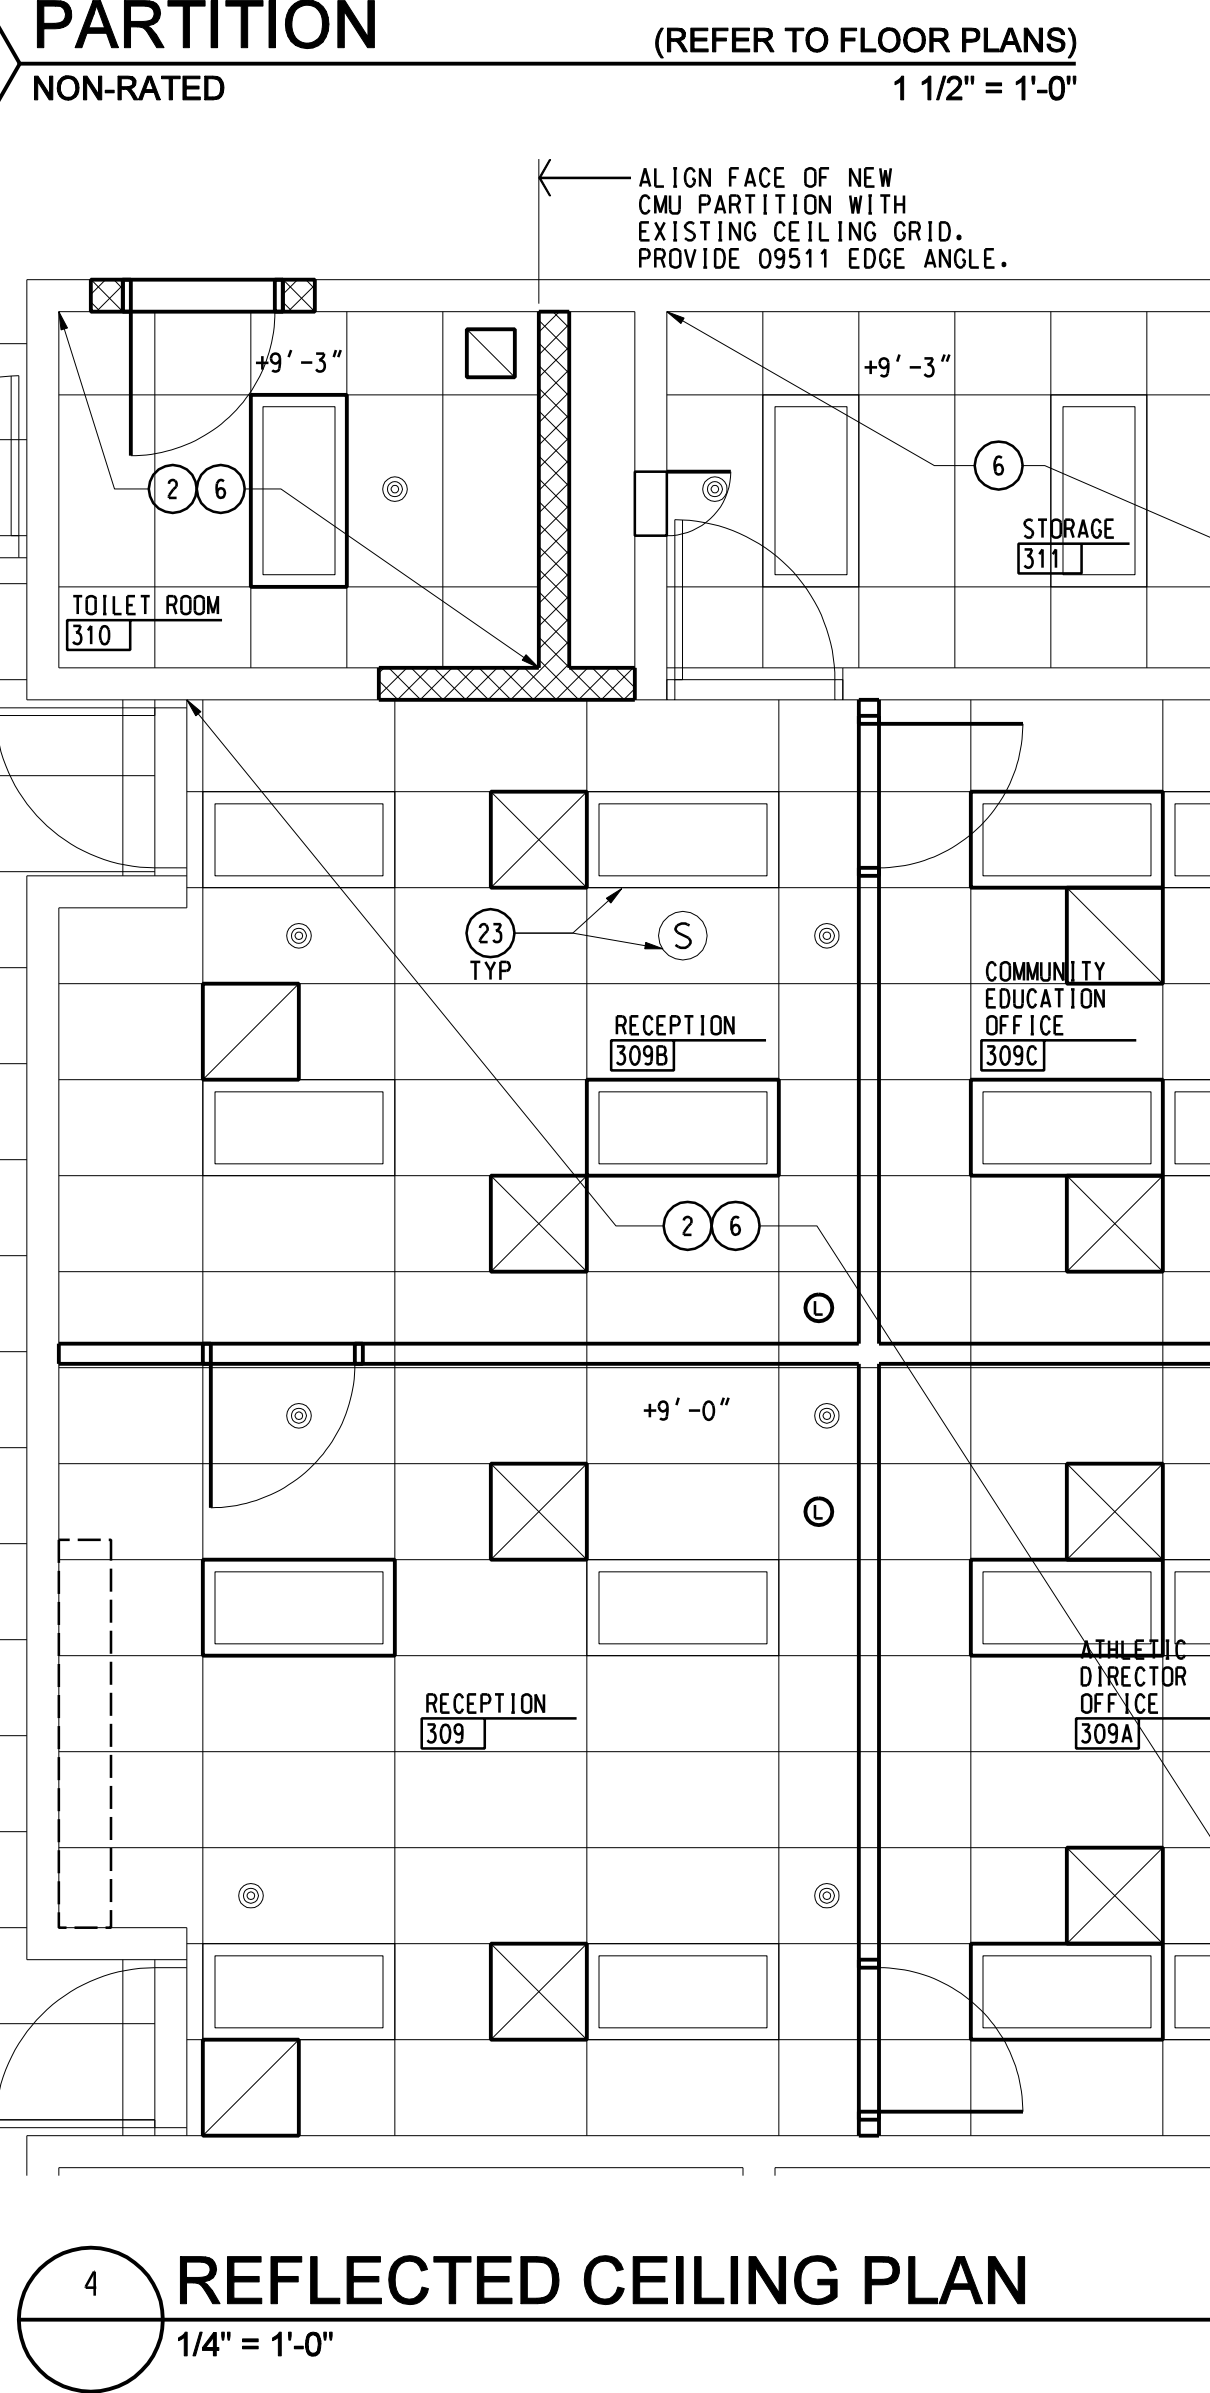 PARTITION
(REFER TO FLOOR PLANS)
NON-RATED
1 1/2" = 1'-0"
ALIGN FACE OF NEW
CMU PARTITION WITH
EXISTING CEILING GRID.
PROVIDE 09511 EDGE ANGLE.
+9'-3"
+9'-3"
2 6
6
STORAGE
311
TOILET ROOM
310
23
TYP
S
COMMUNITY
EDUCATION
OFFICE
309C
RECEPTION
309B
2 6
L
+9'-0"
L
ATHLETIC
DIRECTOR
OFFICE
309A
RECEPTION
309
4
REFLECTED CEILING PLAN
1/4" = 1'-0"